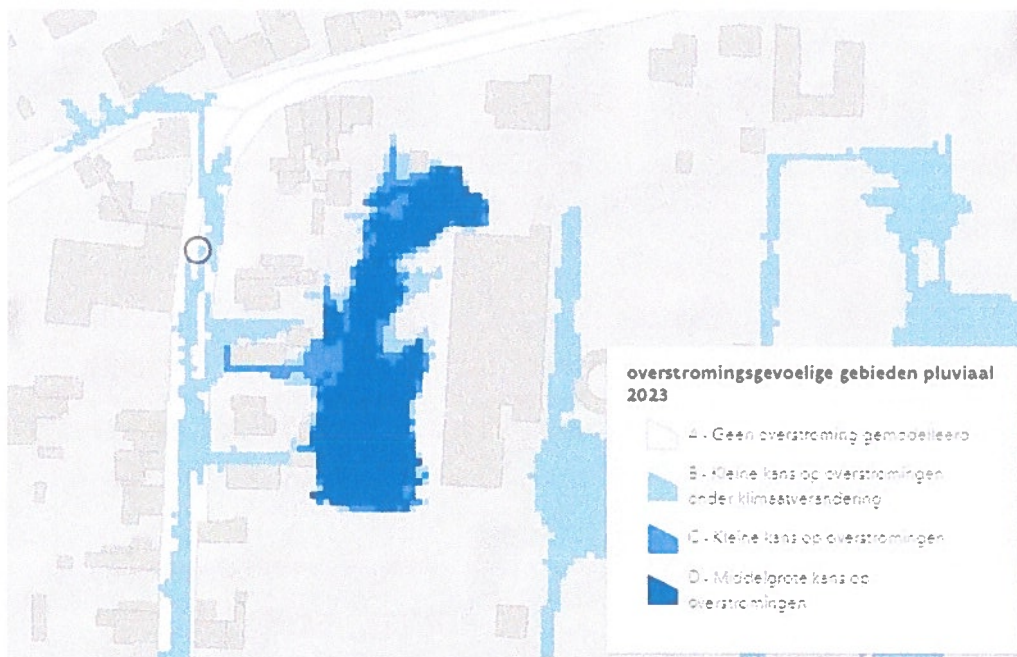 overstromingsgevoelige gebieden pluviaal
2023
A - Geen overstroming gemodelleerd
B - Kleine kans op overstromingen
onder klimaatverandering
C - Kleine kans op overstromingen
D - Middelgrote kans op
overstromingen